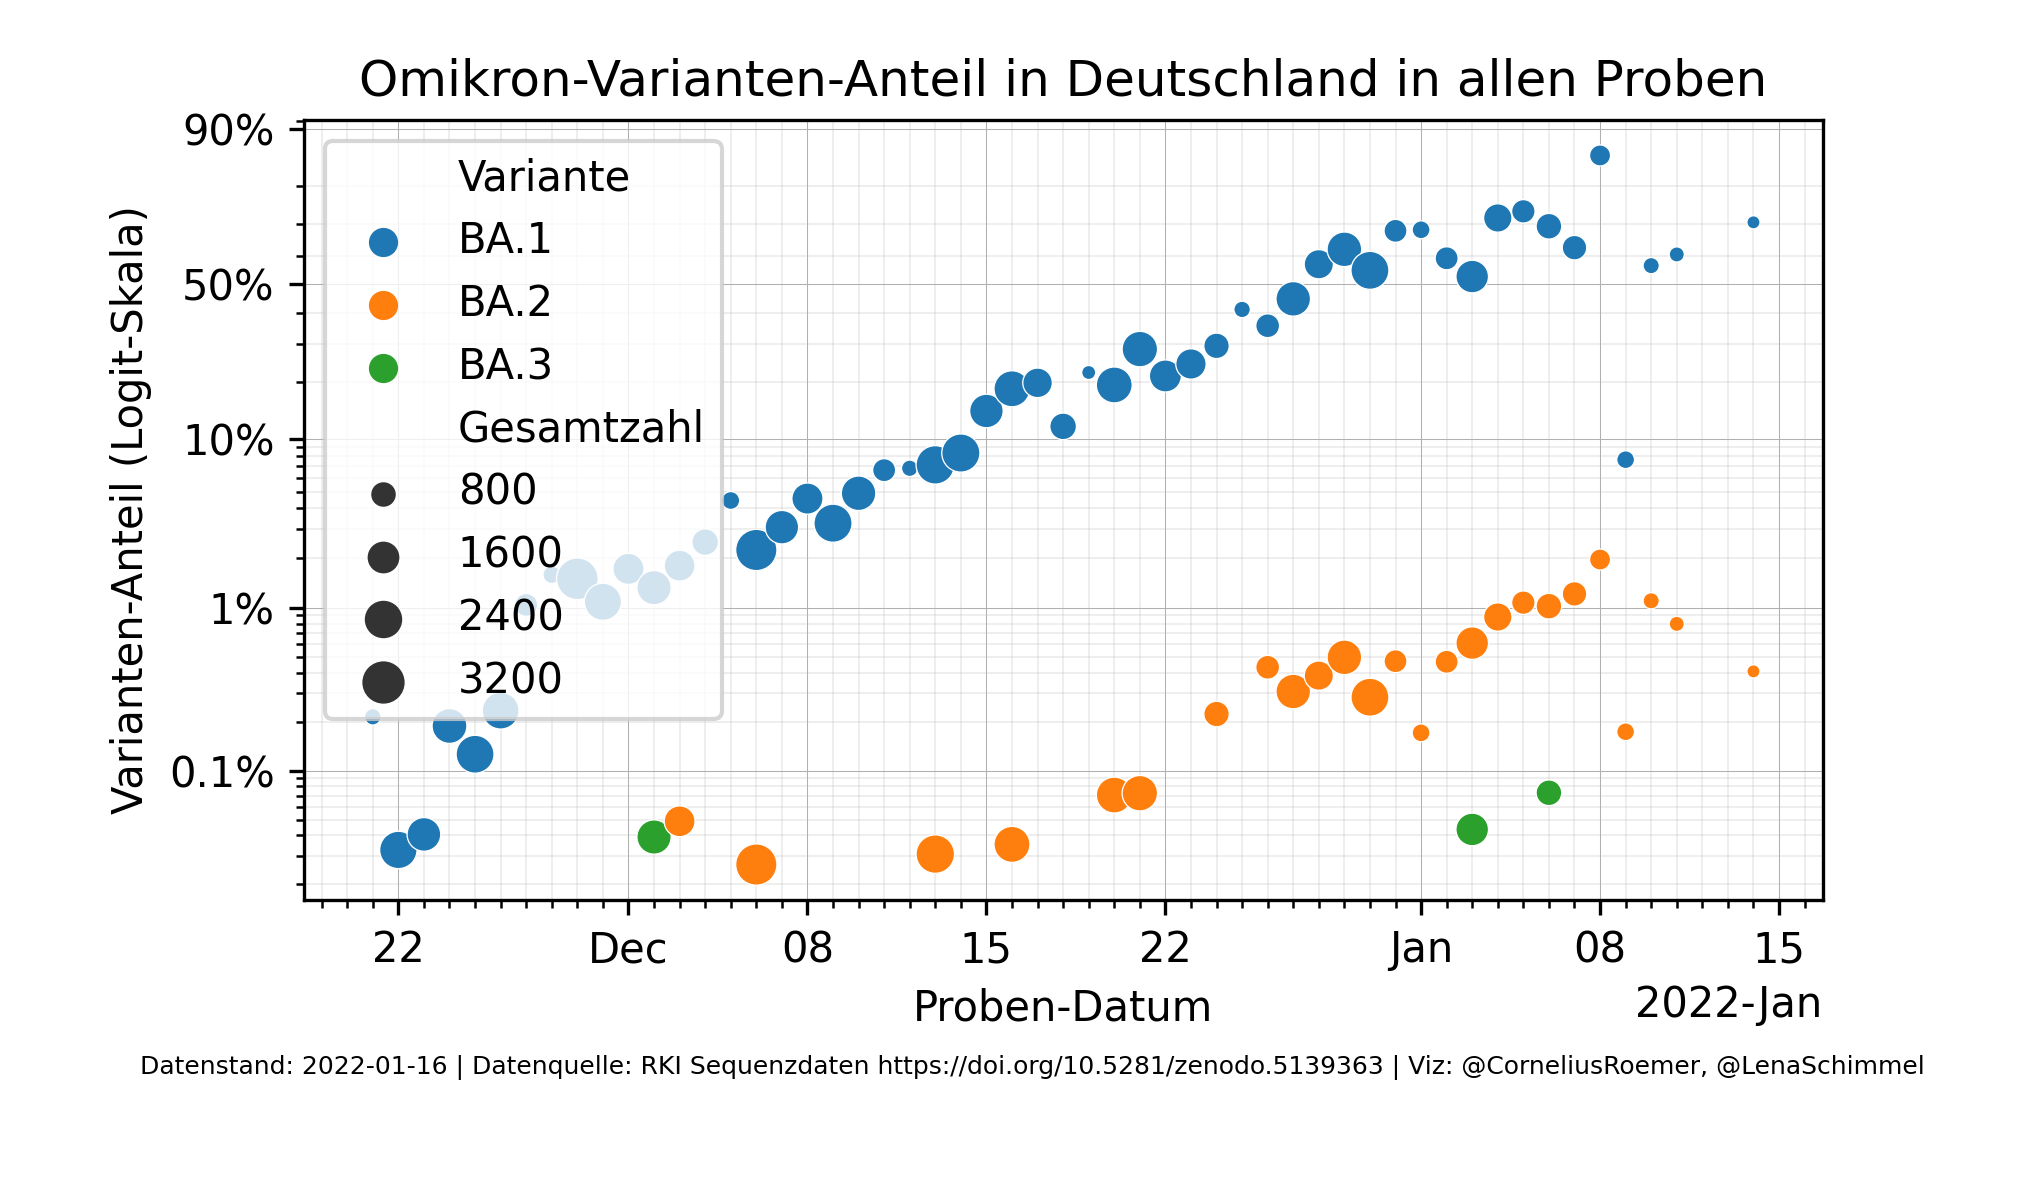 Omikron-Varianten-Anteil in Deutschland in allen Proben
Varianten-Anteil (Logit-Skala)
90%
50%
10%
1%
0.1%
Variante
BA.1
BA.2
BA.3
Gesamtzahl
800
1600
2400
3200
22 Dec 08 15 22 Jan 08 15
Proben-Datum
2022-Jan
Datenstand: 2022-01-16 | Datenquelle: RKI Sequenzdaten https://doi.org/10.5281/zenodo.5139363 | Viz: @CorneliusRoemer, @LenaSchimmel